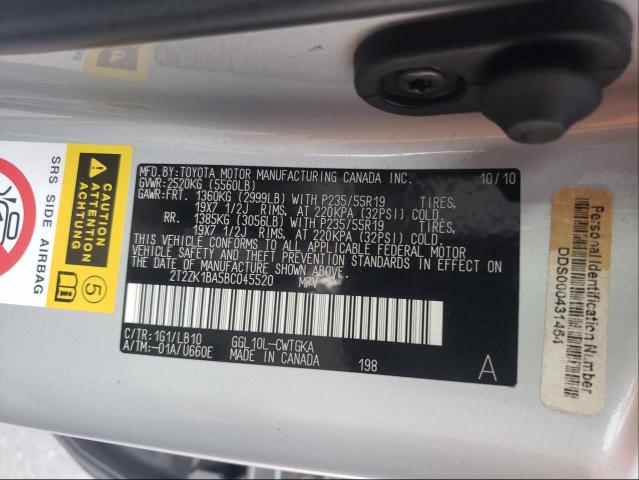 SRS SIDE AIRBAG
CAUTION
ATTENTION
ACHTUNG
5
MFD. BY: TOYOTA MOTOR MANUFACTURING CANADA INC. 10/10
GVWR: 2520KG (5560LB)
GAWR: FRT. 1360KG (2999LB) WITH P235/55R19 TIRES,
19X7 1/2J RIMS, AT 220KPA (32PSI) COLD.
RR. 1385KG (3056LB) WITH P235/55R19 TIRES,
19X7 1/2J RIMS, AT 220KPA (32PSI) COLD.
THIS VEHICLE CONFORMS TO ALL APPLICABLE FEDERAL MOTOR
VEHICLE SAFETY AND THEFT PREVENTION STANDARDS IN EFFECT ON
THE DATE OF MANUFACTURE SHOWN ABOVE.
2T2ZK1BA5BC045520 MPV
C/TR: 1G1/LB10 GGL10L-CWTGKA
A/TM: -01A/U660E MADE IN CANADA 198
A
Personal Identification Number
DDS000431454